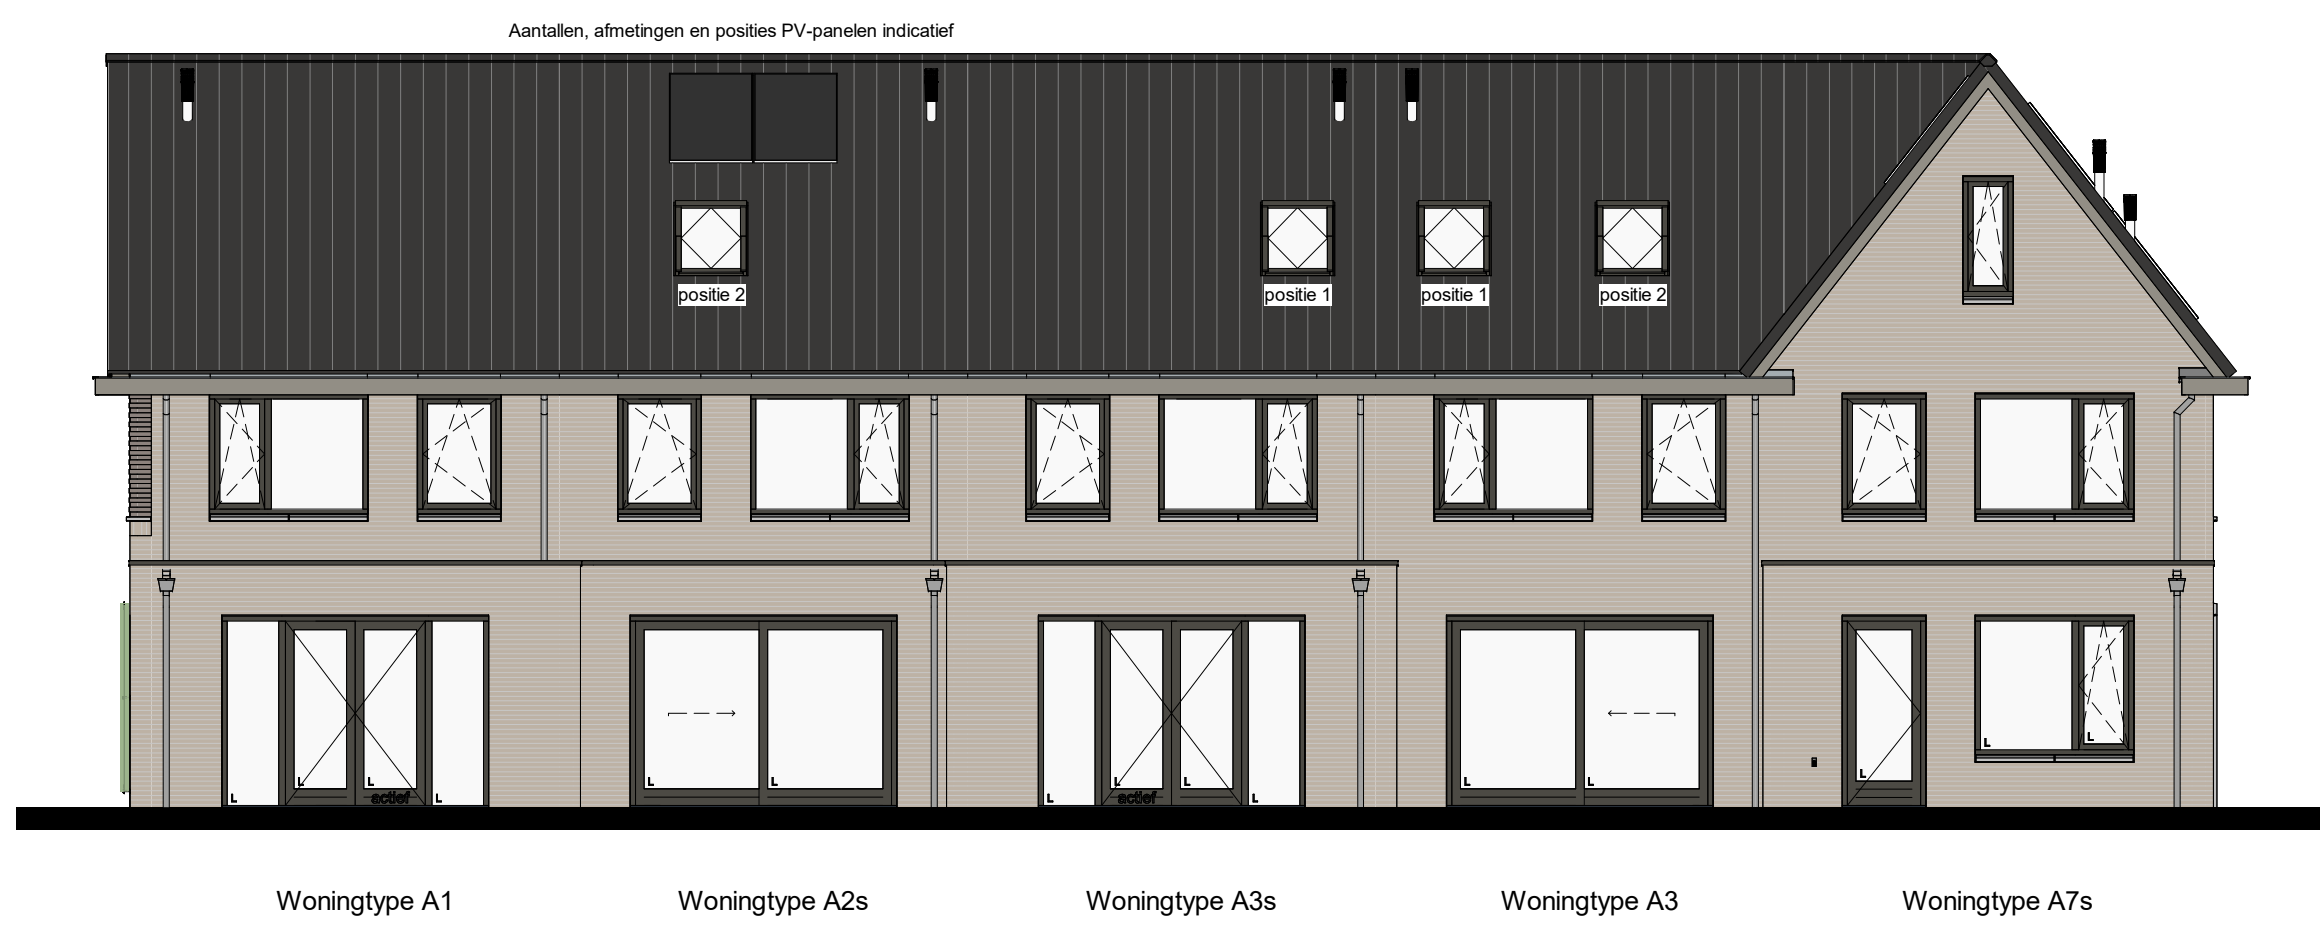 Aantallen, afmetingen en posities PV-panelen indicatief
positie 2
positie 1
positie 1
positie 2
L
L
L
L
actief
L
L
L
L
L
L
actief
L
L
L
L
L
Woningtype A1
Woningtype A2s
Woningtype A3s
Woningtype A3
Woningtype A7s